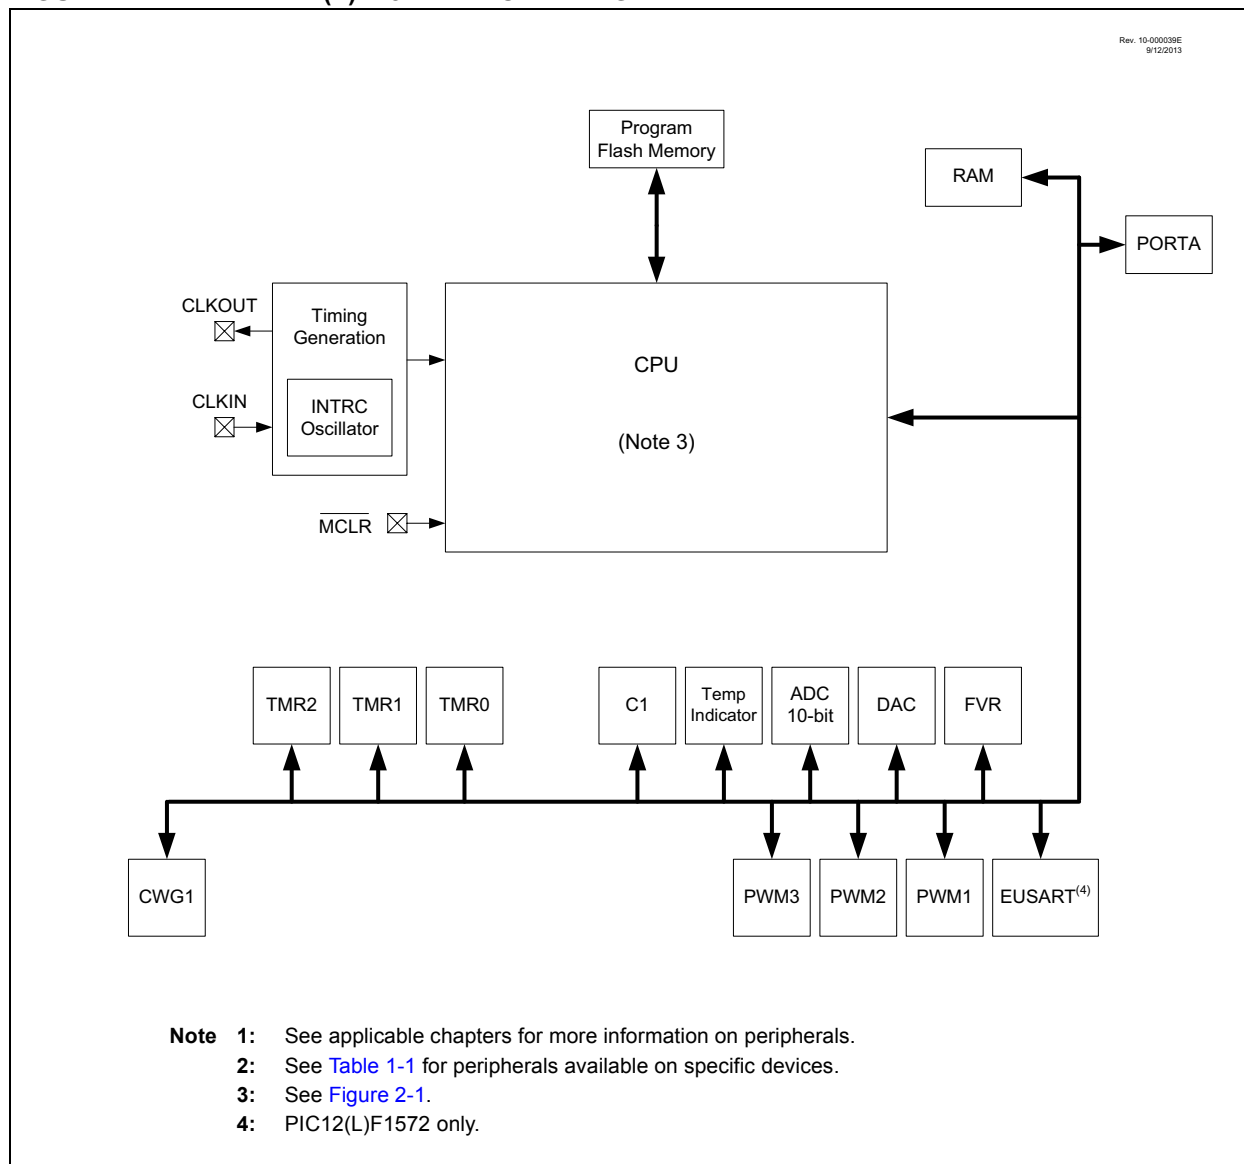 Rev. 10-000039E
9/12/2013
Program
Flash Memory
RAM
PORTA
CLKOUT
Timing
Generation
CPU
CLKIN
INTRC
Oscillator
(Note 3)
MCLR
TMR2
TMR1
TMR0
C1
Temp
Indicator
ADC
10-bit
DAC
FVR
CWG1
PWM3
PWM2
PWM1
EUSART(4)
Note 1: See applicable chapters for more information on peripherals.
2: See Table 1-1 for peripherals available on specific devices.
3: See Figure 2-1.
4: PIC12(L)F1572 only.